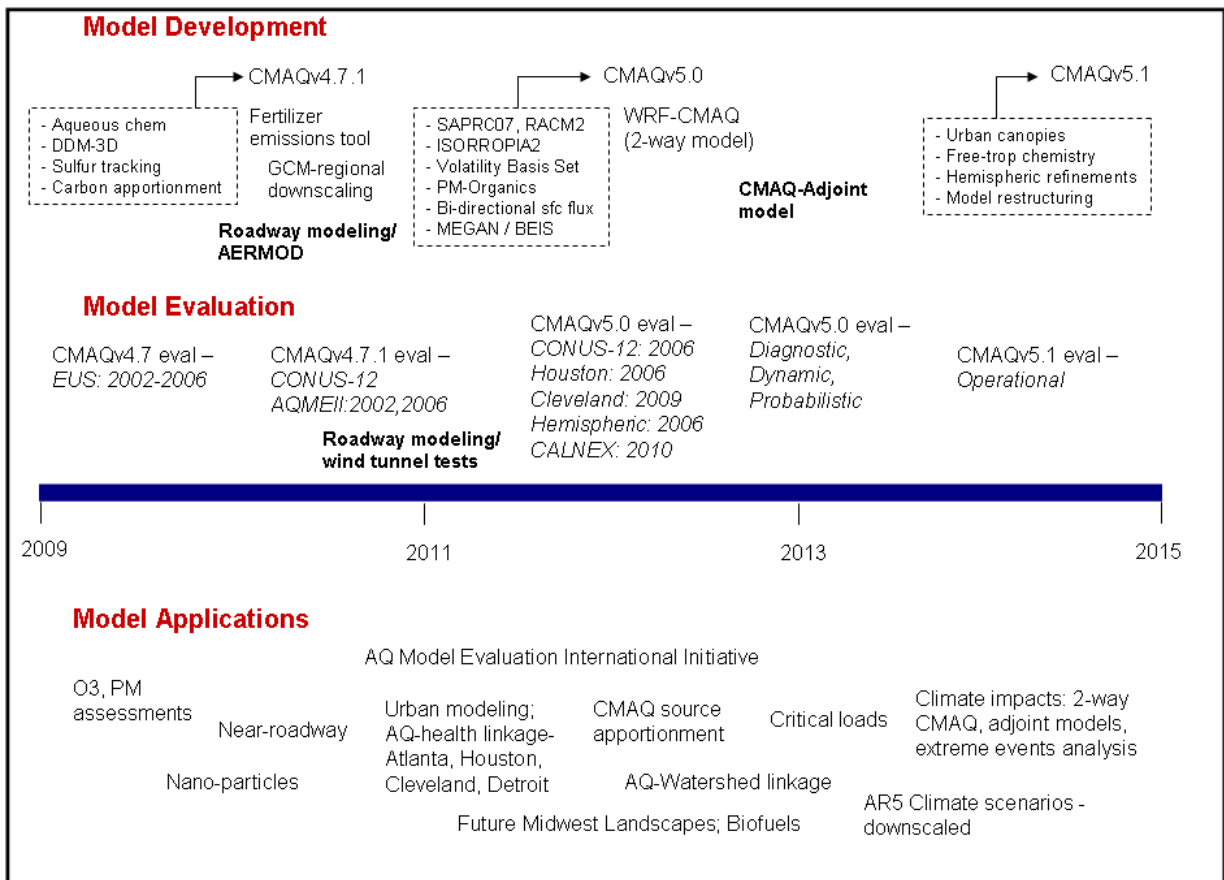 Model Development
CMAQv4.7.1
- Aqueous chem
- DDM-3D
- Sulfur tracking
- Carbon apportionment
Fertilizer
emissions tool
GCM-regional
downscaling
Roadway modeling/
AERMOD
CMAQv5.0
- SAPRC07, RACM2
- ISORROPIA2
- Volatility Basis Set
- PM-Organics
- Bi-directional sfc flux
- MEGAN / BEIS
WRF-CMAQ
(2-way model)
CMAQ-Adjoint
model
CMAQv5.1
- Urban canopies
- Free-trop chemistry
- Hemispheric refinements
- Model restructuring
Model Evaluation
CMAQv4.7 eval –
EUS: 2002-2006
CMAQv4.7.1 eval –
CONUS-12
AQMEII:2002,2006
Roadway modeling/
wind tunnel tests
CMAQv5.0 eval –
CONUS-12: 2006
Houston: 2006
Cleveland: 2009
Hemispheric: 2006
CALNEX: 2010
CMAQv5.0 eval –
Diagnostic,
Dynamic,
Probabilistic
CMAQv5.1 eval –
Operational
2009
2011
2013
2015
Model Applications
AQ Model Evaluation International Initiative
O3, PM
assessments
Near-roadway
Nano-particles
Urban modeling;
AQ-health linkage-
Atlanta, Houston,
Cleveland, Detroit
CMAQ source
apportionment
Critical loads
Climate impacts: 2-way
CMAQ, adjoint models,
extreme events analysis
AQ-Watershed linkage
Future Midwest Landscapes; Biofuels
AR5 Climate scenarios -
downscaled